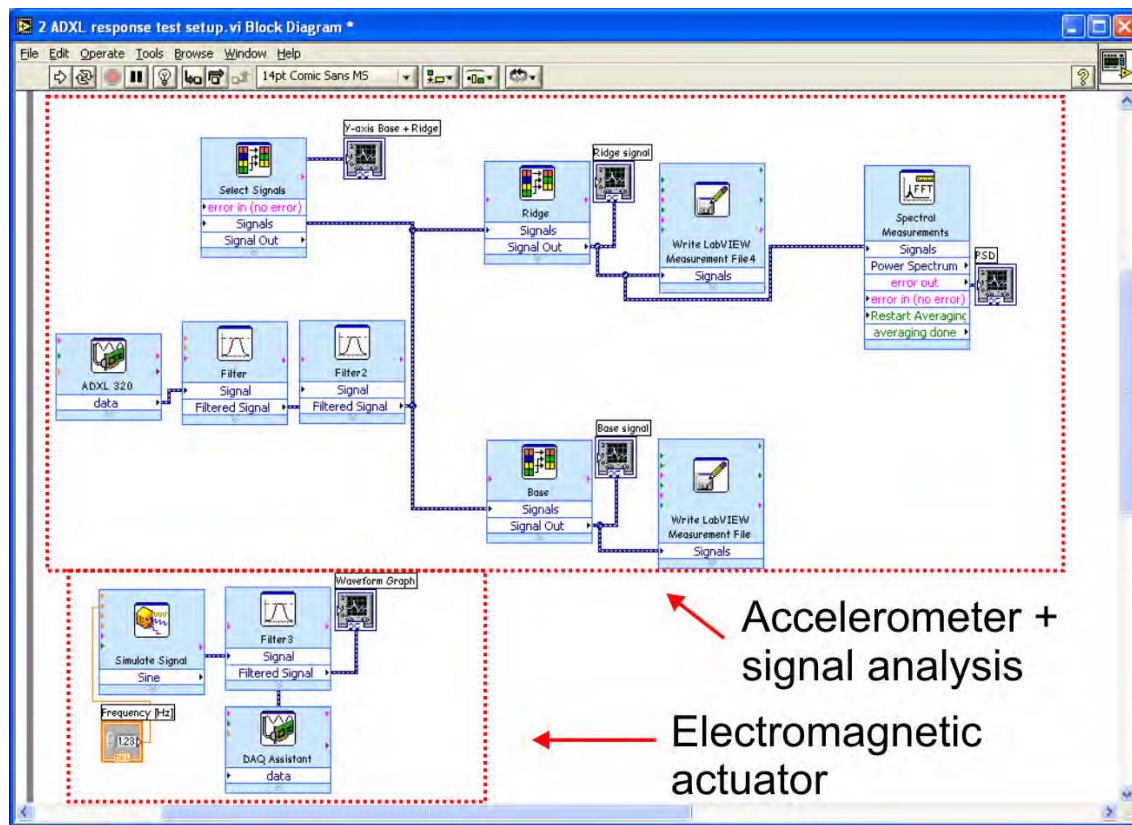 2 ADXL response test setup.vi Block Diagram *
File Edit Operate Tools Browse Window Help
14pt Comic Sans MS
Y-axis Base + Ridge
Select Signals
error in (no error)
Signals
Signal Out
Ridge signal
Ridge
Signals
Signal Out
Write LabVIEW
Measurement File4
Signals
FFT
Spectral
Measurements
Signals
Power Spectrum
error out
error in (no error)
Restart Averaging
averaging done
PSD
ADXL 320
data
Filter
Signal
Filtered Signal
Filter2
Signal
Filtered Signal
Base signal
Base
Signals
Signal Out
Write LabVIEW
Measurement File
Signals
Simulate Signal
Sine
Frequency [Hz]
1.23
DBL
Filter3
Signal
Filtered Signal
Waveform Graph
DAQ Assistant
data
Accelerometer +
signal analysis
Electromagnetic
actuator